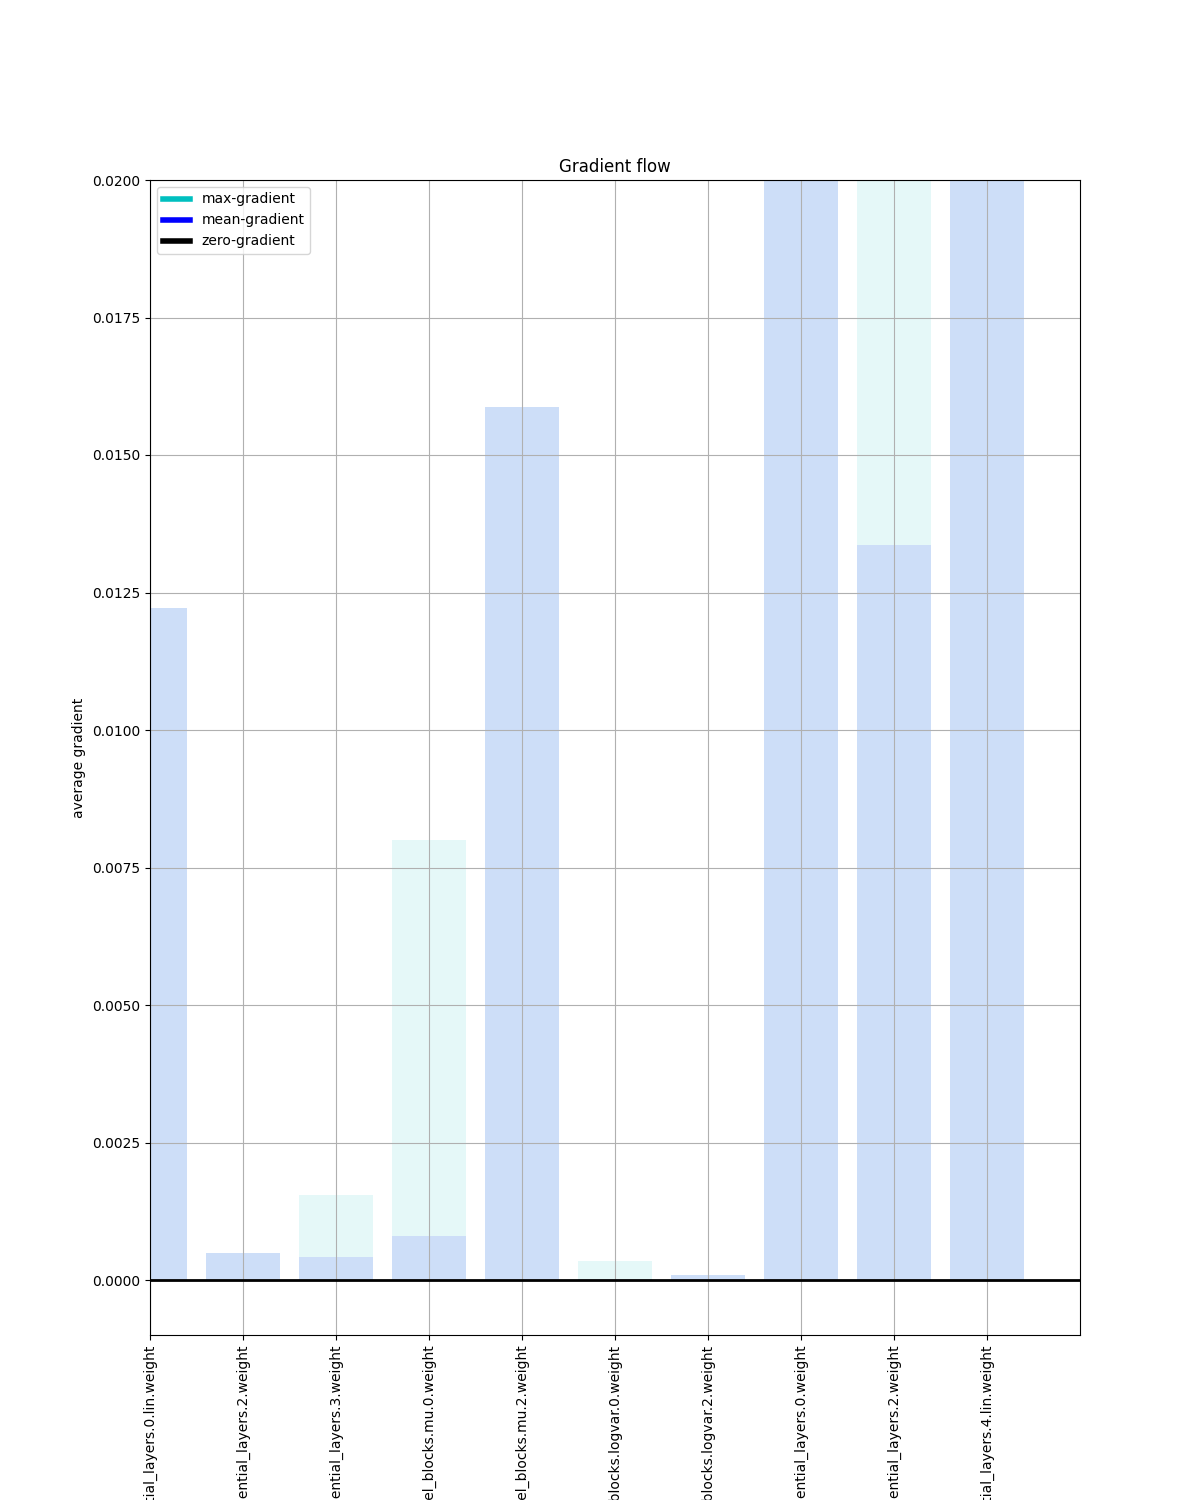 Gradient flow
max-gradient
mean-gradient
zero-gradient
0.0200
0.0175
0.0150
0.0125
0.0100
0.0075
0.0050
0.0025
0.0000
average gradient
tial_layers.0.lin.weight
ential_layers.2.weight
ential_layers.3.weight
el_blocks.mu.0.weight
el_blocks.mu.2.weight
blocks.logvar.0.weight
blocks.logvar.2.weight
ential_layers.0.weight
ential_layers.2.weight
tial_layers.4.lin.weight